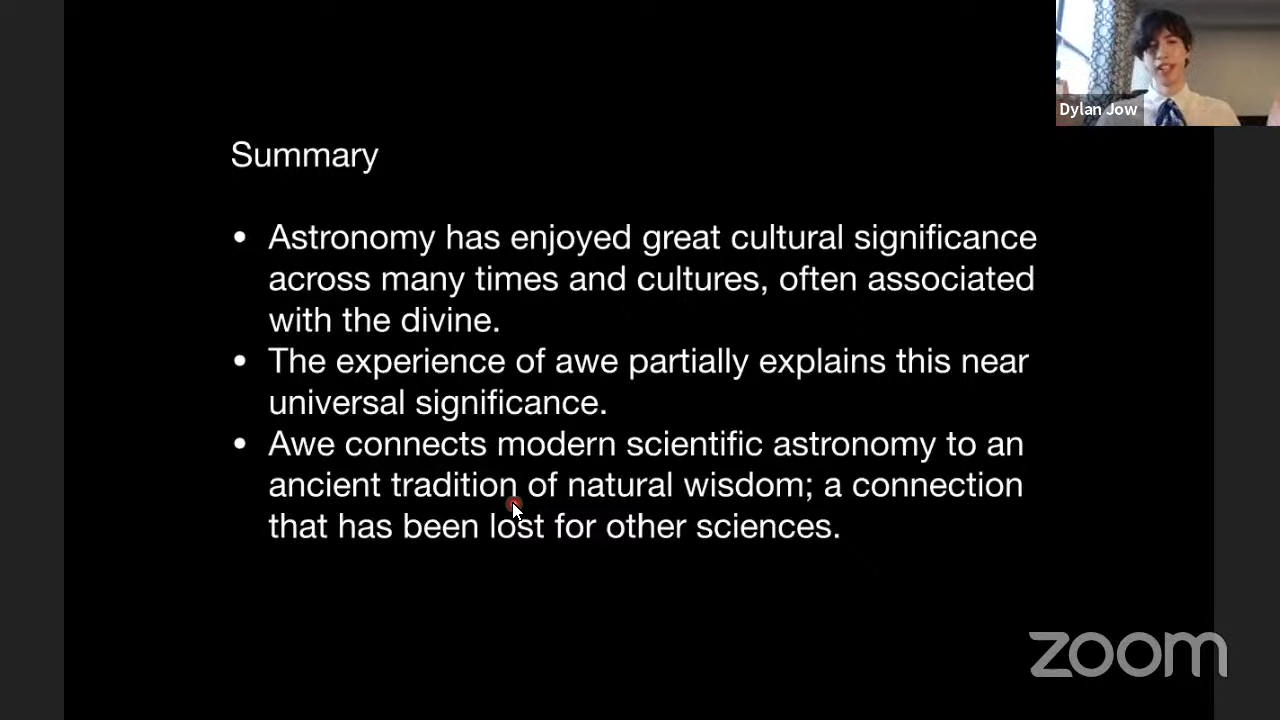 Dylan Jow
Summary
• Astronomy has enjoyed great cultural significance
across many times and cultures, often associated
with the divine.
• The experience of awe partially explains this near
universal significance.
• Awe connects modern scientific astronomy to an
ancient tradition of natural wisdom; a connection
that has been lost for other sciences.
zoom